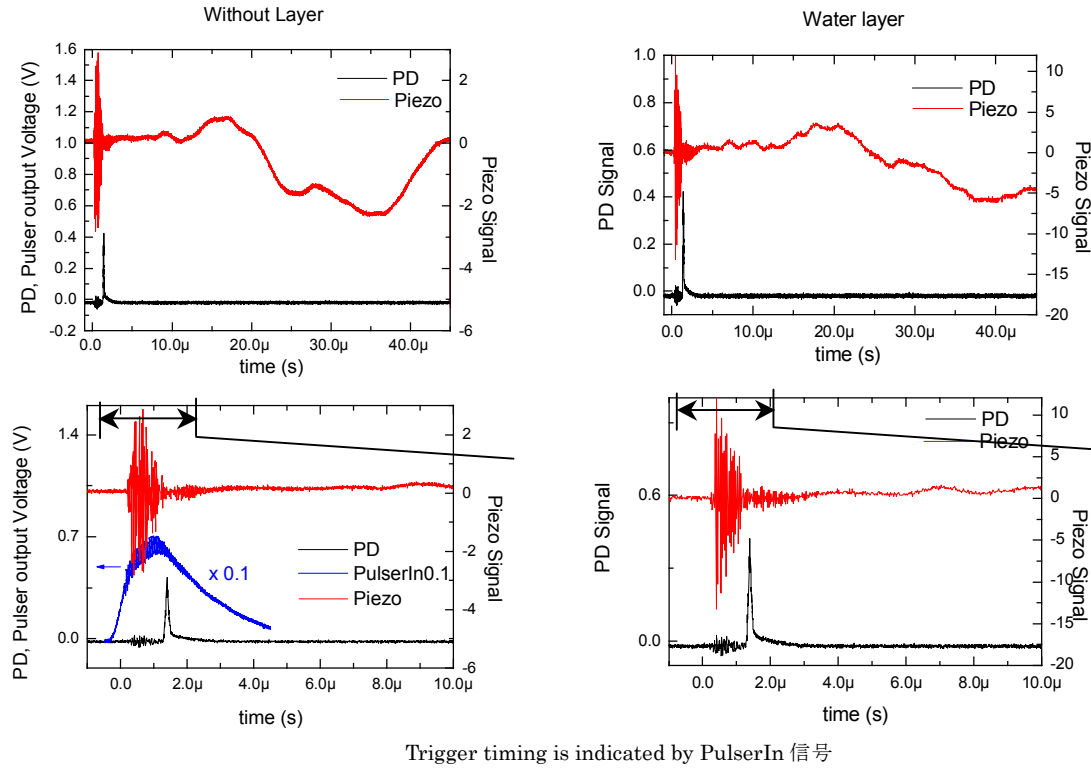 Without Layer
Water layer
PD, Pulser output Voltage (V)
1.6
1.4
1.2
1.0
0.8
0.6
0.4
0.2
0.0
-0.2
PD
Piezo
2
0
-2
-4
-6
Piezo Signal
0.0
10.0µ
20.0µ
30.0µ
40.0µ
time (s)
PD Signal
1.0
0.8
0.6
0.4
0.2
0.0
PD
Piezo
10
5
0
-5
-10
-15
-20
Piezo Signal
0.0
10.0µ
20.0µ
30.0µ
40.0µ
time (s)
PD, Pulser output Voltage (V)
1.4
0.7
0.0
x 0.1
PD
PulserIn0.1
Piezo
2
0
-2
-4
-6
Piezo Signal
0.0
2.0µ
4.0µ
6.0µ
8.0µ
10.0µ
time (s)
PD Signal
0.6
0.0
PD
Piezo
10
5
0
-5
-10
-15
-20
Piezo Signal
0.0
2.0µ
4.0µ
6.0µ
8.0µ
10.0µ
time (s)
Trigger timing is indicated by PulserIn 信号